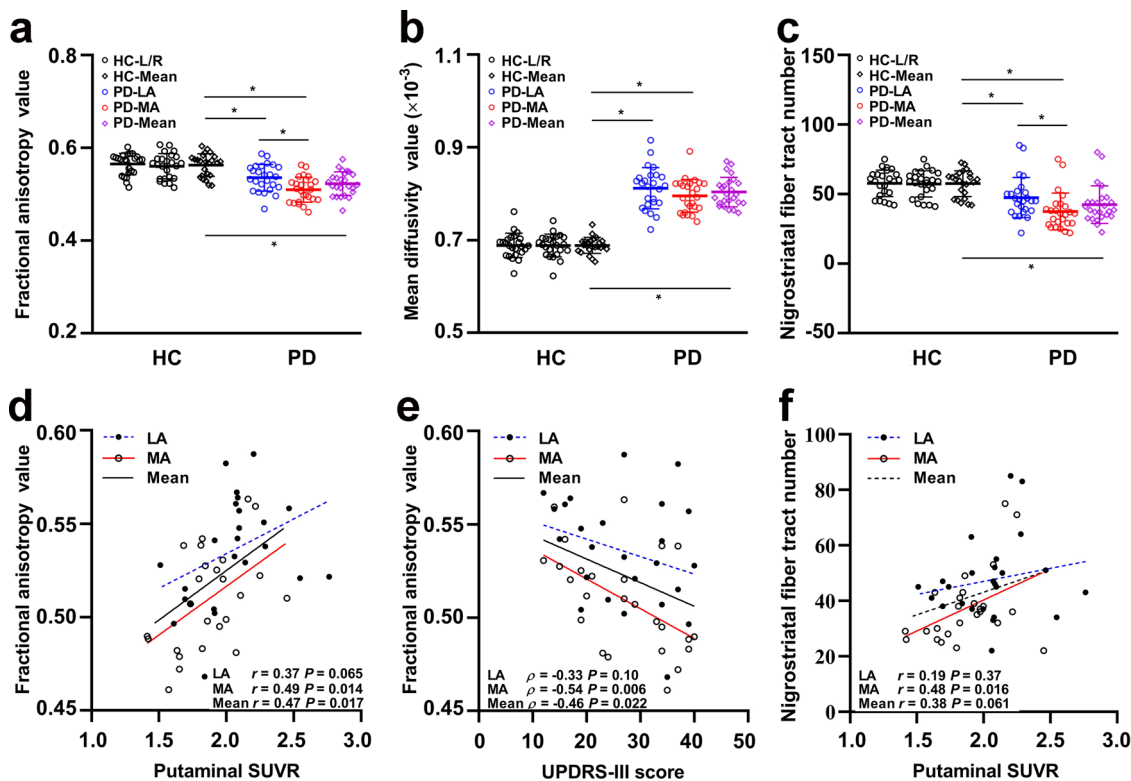 a
Fractional anisotropy value
0.8
0.6
0.4
0.2
HC-L/R
HC-Mean
PD-LA
PD-MA
PD-Mean
*
*
*
*
HC
PD
b
Mean diffusivity value (×10⁻³)
1.1
0.9
0.7
0.5
HC-L/R
HC-Mean
PD-LA
PD-MA
PD-Mean
*
*
*
HC
PD
c
Nigrostriatal fiber tract number
150
100
50
0
-50
HC-L/R
HC-Mean
PD-LA
PD-MA
PD-Mean
*
*
*
*
HC
PD
d
Fractional anisotropy value
0.60
0.55
0.50
0.45
LA
MA
Mean
LA r = 0.37 P = 0.065
MA r = 0.49 P = 0.014
Mean r = 0.47 P = 0.017
1.0 1.5 2.0 2.5 3.0
Putaminal SUVR
e
Fractional anisotropy value
0.60
0.55
0.50
0.45
LA
MA
Mean
LA ρ = -0.33 P = 0.10
MA ρ = -0.54 P = 0.006
Mean ρ = -0.46 P = 0.022
0 10 20 30 40 50
UPDRS-III score
f
Nigrostriatal fiber tract number
100
80
60
40
20
0
LA
MA
Mean
LA r = 0.19 P = 0.37
MA r = 0.48 P = 0.016
Mean r = 0.38 P = 0.061
1.0 1.5 2.0 2.5 3.0
Putaminal SUVR